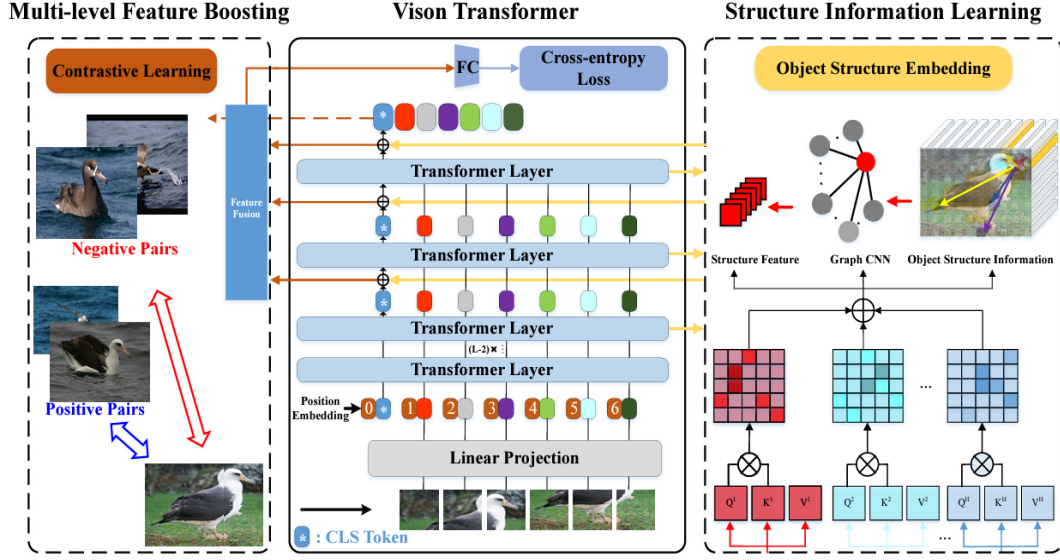 Multi-level Feature Boosting
Vison Transformer
Structure Information Learning
Contrastive Learning
FC
Cross-entropy
Loss
Object Structure Embedding
*
Transformer Layer
Feature
Fusion
Negative Pairs
*
Transformer Layer
Structure Feature
Graph CNN
Object Structure Information
*
Transformer Layer
(L-2)×
Transformer Layer
Positive Pairs
Position
Embedding
0 * 1 2 3 4 5 6
Linear Projection
* : CLS Token
...
Q¹ K¹ V¹ Q² K² V² Qᴴ Kᴴ Vᴴ
...